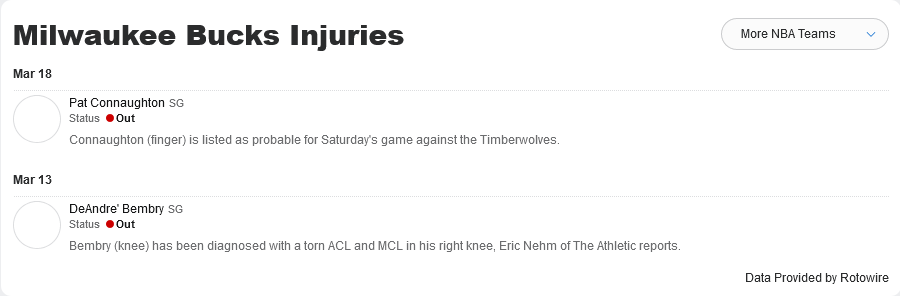 Milwaukee Bucks Injuries
More NBA Teams
Mar 18
Pat Connaughton SG
Status Out
Connaughton (finger) is listed as probable for Saturday's game against the Timberwolves.
Mar 13
DeAndre' Bembry SG
Status Out
Bembry (knee) has been diagnosed with a torn ACL and MCL in his right knee, Eric Nehm of The Athletic reports.
Data Provided by Rotowire